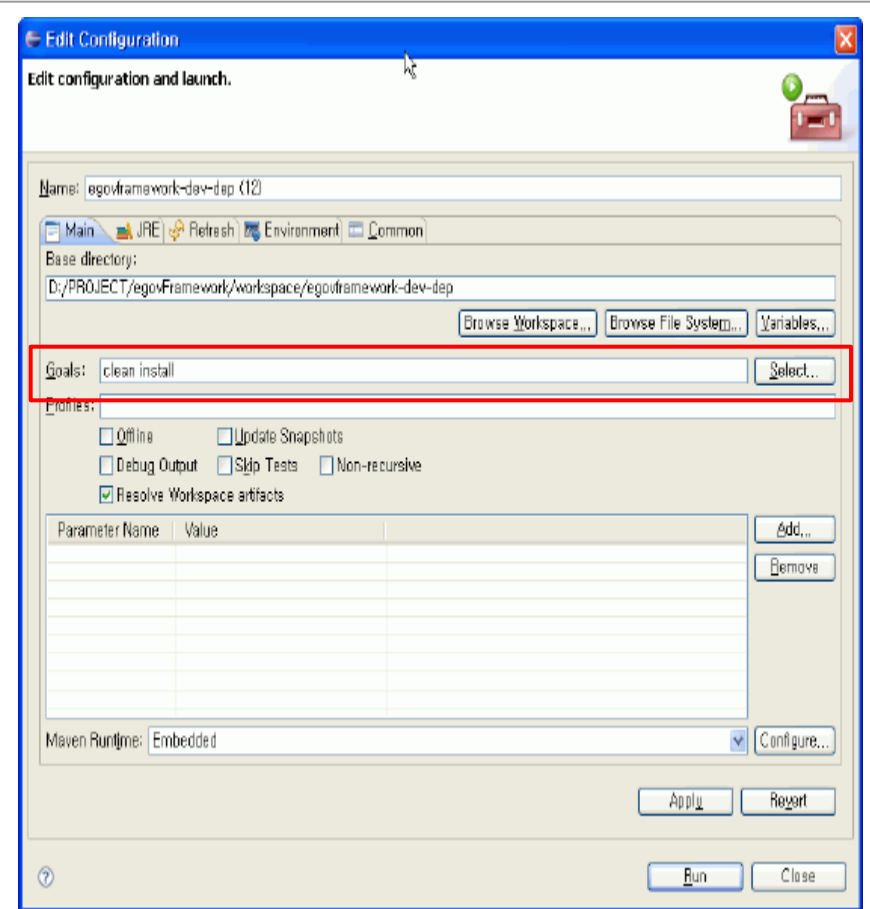 Edit Configuration
Edit configuration and launch.
Name: egovframework-dev-dep (12)
Main JRE Refresh Environment Common
Base directory:
D:/PROJECT/egovFramework/workspace/egovframework-dev-dep
Browse Workspace... Browse File System... Variables...
Goals: clean install Select...
Profiles:
Offline Update Snapshots
Debug Output Skip Tests Non-recursive
Resolve Workspace artifacts
Parameter Name Value Add...
Remove
Maven Runtime: Embedded Configure...
Apply Revert
? Run Close